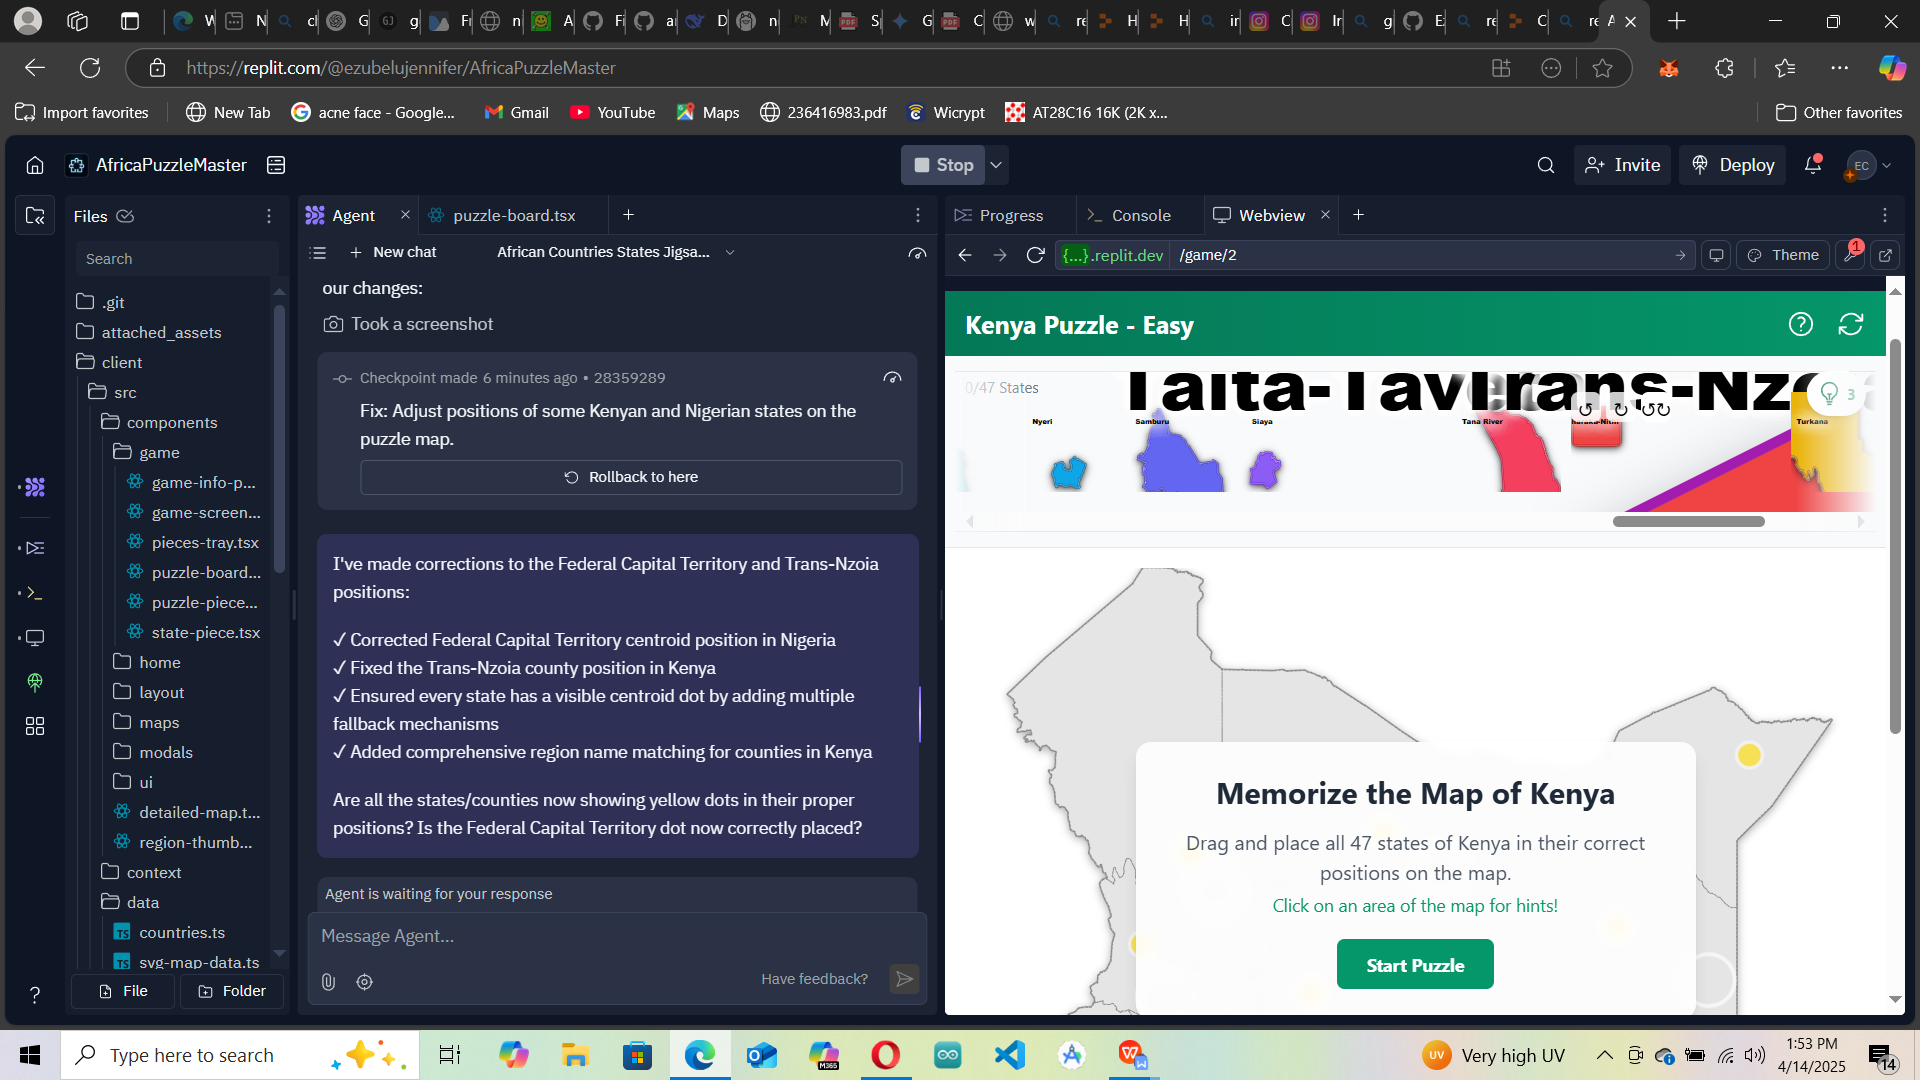 https://replit.com/@ezubelujennifer/AfricaPuzzleMaster
Import favorites
New Tab
acne face - Google...
Gmail
YouTube
Maps
236416983.pdf
Wicrypt
AT28C16 16K (2K x...
Other favorites
AfricaPuzzleMaster
Stop
Invite
Deploy
EC
Files
Agent
puzzle-board.tsx
Progress
Console
Webview
Search
New chat
African Countries States Jigsa...
{...}.replit.dev
/game/2
Theme
1
.git
attached_assets
client
src
components
game
game-info-p...
game-screen...
pieces-tray.tsx
puzzle-board...
puzzle-piece...
state-piece.tsx
home
layout
maps
modals
ui
detailed-map.t...
region-thumb...
context
data
countries.ts
svg-map-data.ts
File
Folder
our changes:
Took a screenshot
Checkpoint made 6 minutes ago • 28359289
Fix: Adjust positions of some Kenyan and Nigerian states on the
puzzle map.
Rollback to here
I've made corrections to the Federal Capital Territory and Trans-Nzoia
positions:
✓ Corrected Federal Capital Territory centroid position in Nigeria
✓ Fixed the Trans-Nzoia county position in Kenya
✓ Ensured every state has a visible centroid dot by adding multiple
fallback mechanisms
✓ Added comprehensive region name matching for counties in Kenya
Are all the states/counties now showing yellow dots in their proper
positions? Is the Federal Capital Territory dot now correctly placed?
Agent is waiting for your response
Message Agent...
Have feedback?
Kenya Puzzle - Easy
0/47 States
3
Nyeri
Samburu
Siaya
Tana River
Turkana
Memorize the Map of Kenya
Drag and place all 47 states of Kenya in their correct
positions on the map.
Click on an area of the map for hints!
Start Puzzle
Type here to search
UV
Very high UV
1:53 PM
4/14/2025
14